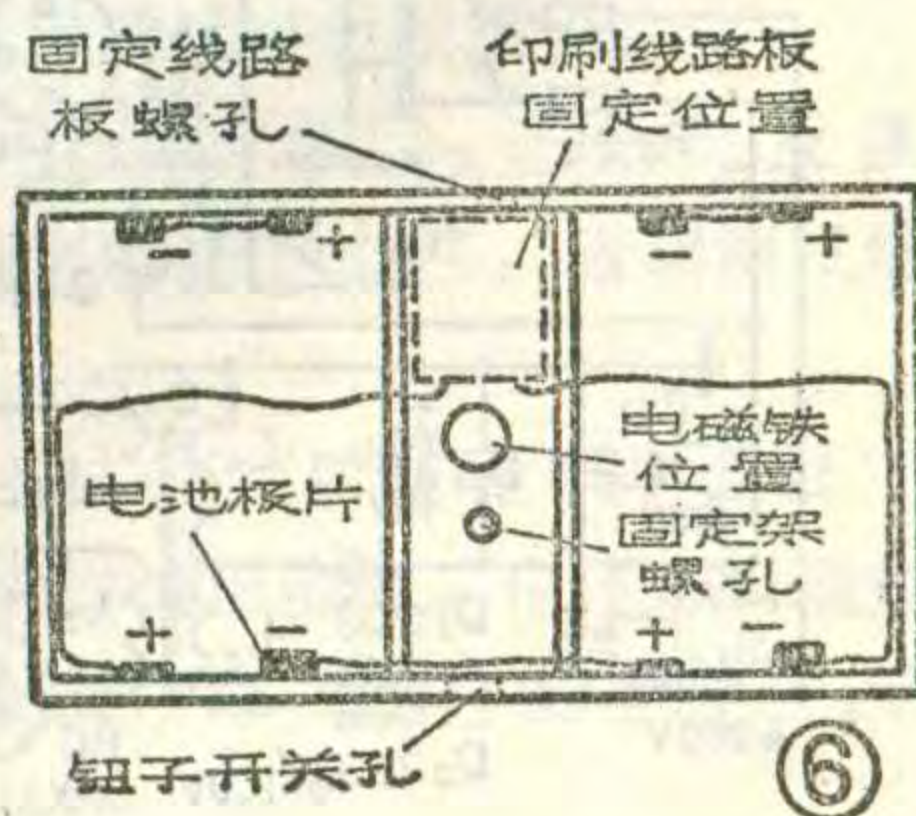 固定线路
板螺孔
印刷线路板
固定位置
－ ＋ － ＋
电磁铁
位置
电池极片
固定架
螺孔
＋ － ＋ －
钮子开关孔
⑥